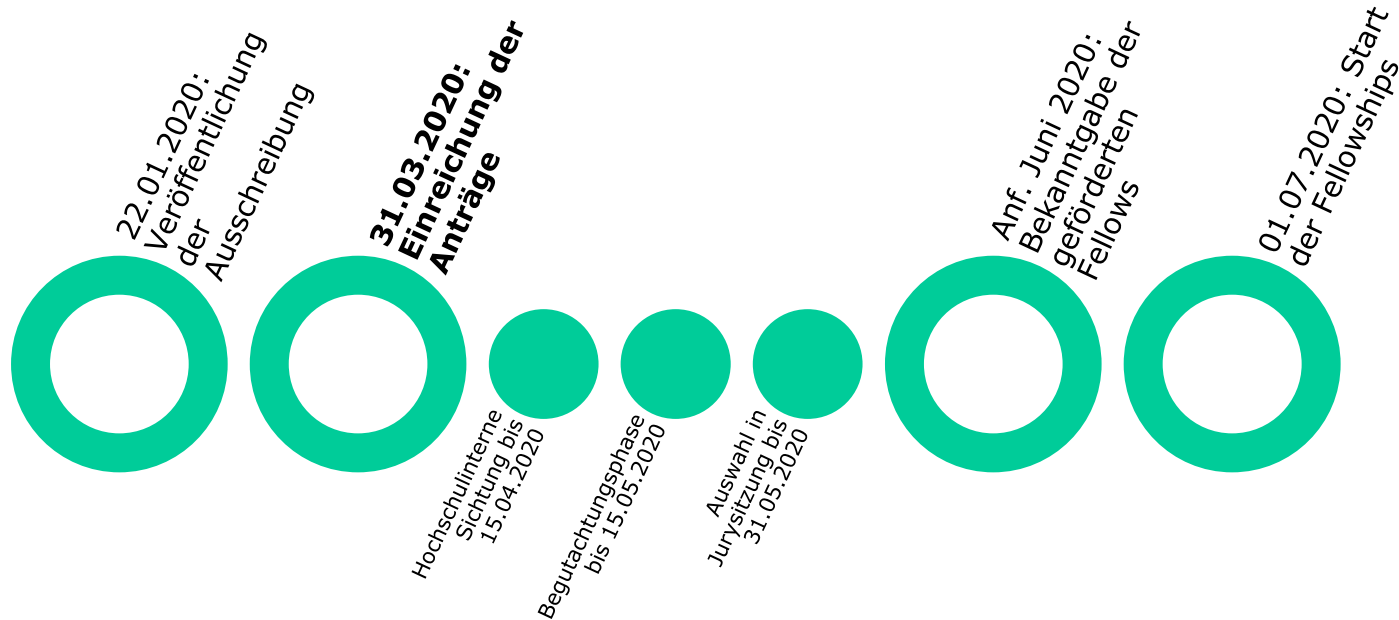 22.01.2020:
Veröffentlichung
der
Ausschreibung
31.03.2020:
Einreichung der
Anträge
Hochschulinterne
Sichtung bis
15.04.2020
Begutachtungsphase
bis 15.05.2020
Auswahl in
Jurysitzung bis
31.05.2020
Anf. Juni 2020:
Bekanntgabe der
geförderten
Fellows
01.07.2020: Start
der Fellowships